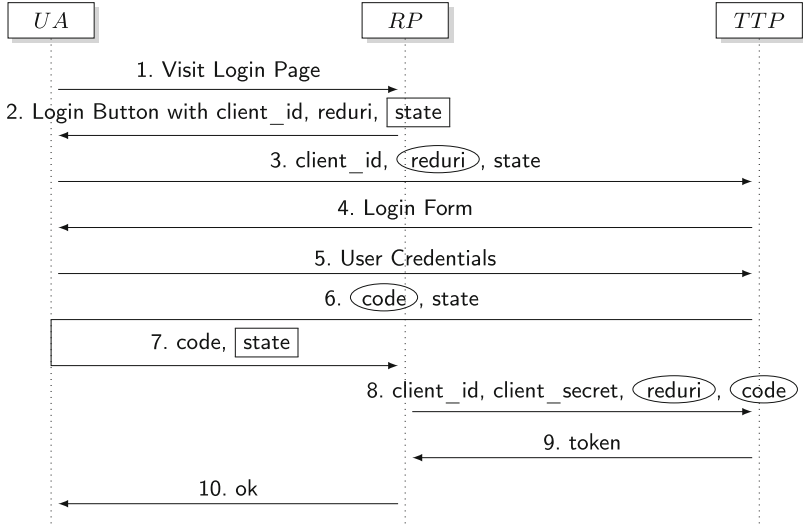 UA RP TTP
1. Visit Login Page
2. Login Button with client_id, reduri, state
3. client_id, reduri, state
4. Login Form
5. User Credentials
6. code, state
7. code, state
8. client_id, client_secret, reduri, code
9. token
10. ok